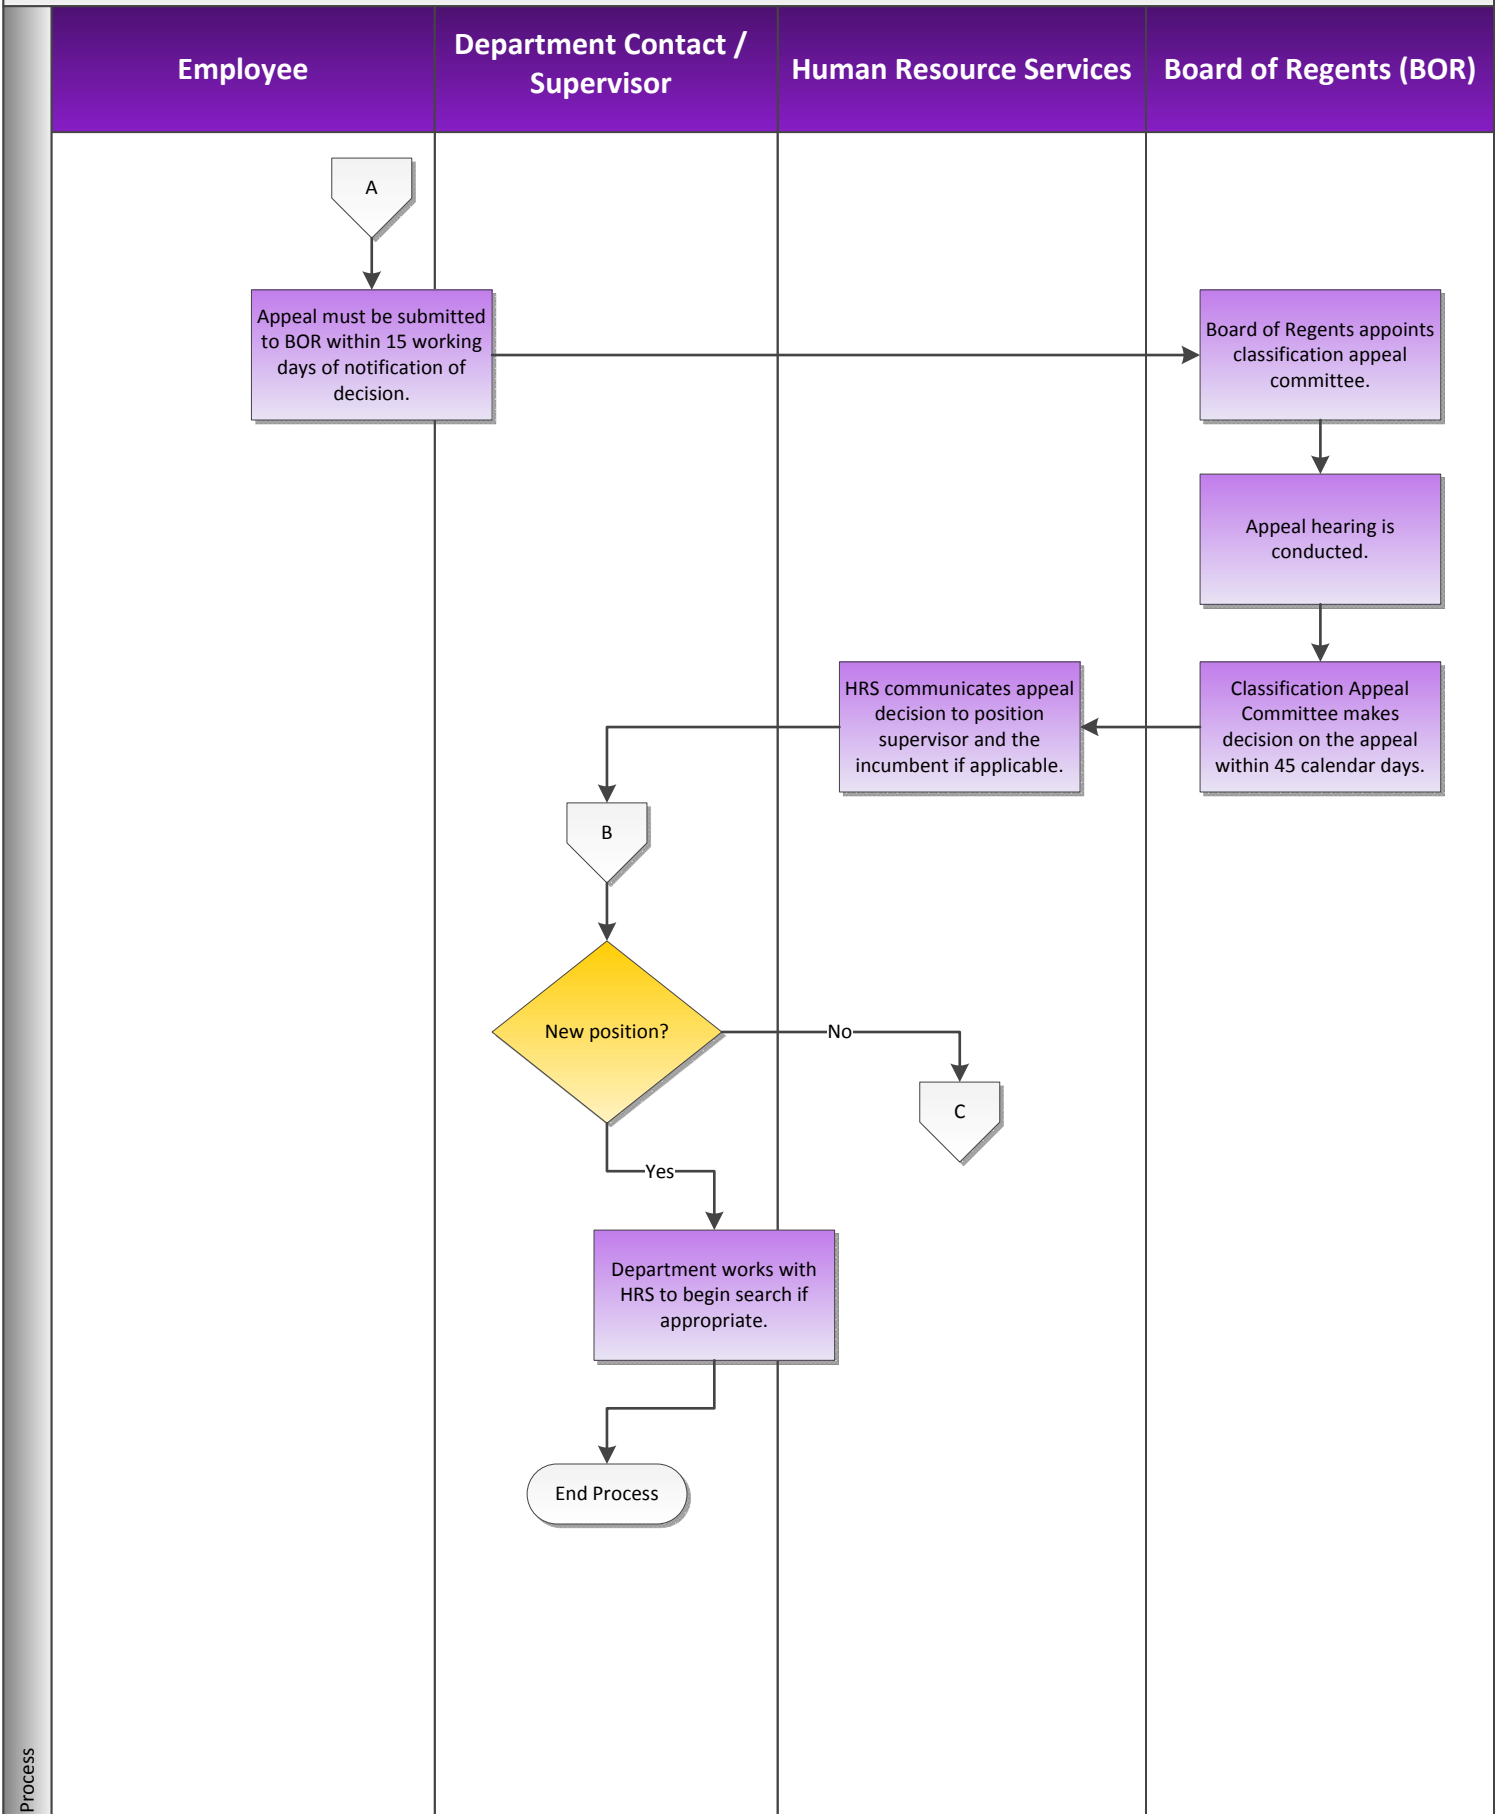 Employee
Department Contact /
Supervisor
Human Resource Services
Board of Regents (BOR)
A
Appeal must be submitted
to BOR within 15 working
days of notification of
decision.
Board of Regents appoints
classification appeal
committee.
Appeal hearing is
conducted.
Classification Appeal
Committee makes
decision on the appeal
within 45 calendar days.
HRS communicates appeal
decision to position
supervisor and the
incumbent if applicable.
B
New position?
No
C
Yes
Department works with
HRS to begin search if
appropriate.
End Process
Process